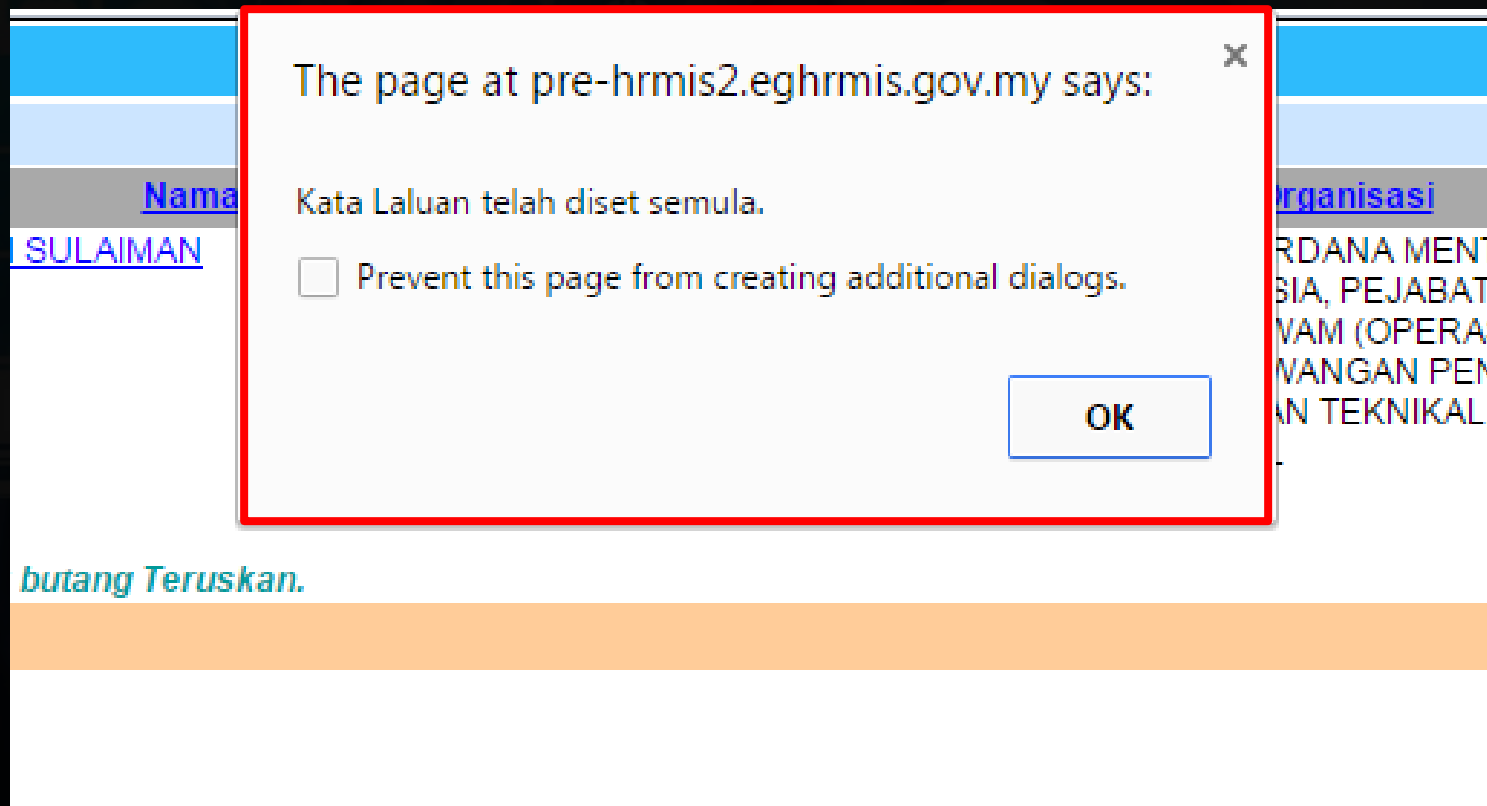 The page at pre-hrmis2.eghrmis.gov.my says:
Kata Laluan telah diset semula.
Prevent this page from creating additional dialogs.
OK
Nama
Organisasi
SULAIMAN
RDANA MENT
SIA, PEJABAT
WAM (OPERA
WANGAN PEN
AN TEKNIKAL
butang Teruskan.